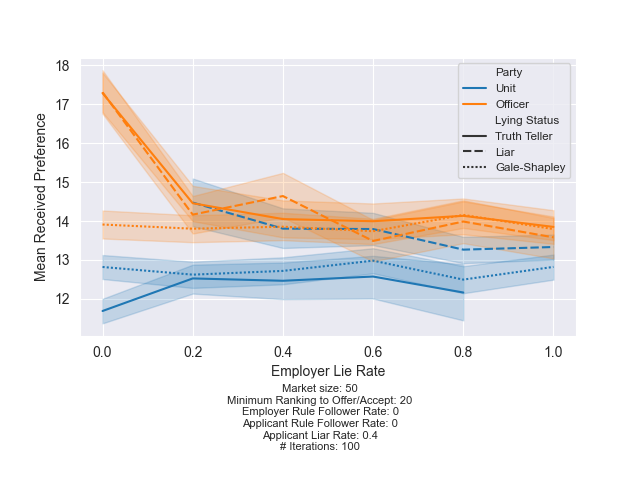 18
17
16
15
14
13
12
Mean Received Preference
Party
Unit
Officer
Lying Status
Truth Teller
Liar
Gale-Shapley
0.0 0.2 0.4 0.6 0.8 1.0
Employer Lie Rate
Market size: 50
Minimum Ranking to Offer/Accept: 20
Employer Rule Follower Rate: 0
Applicant Rule Follower Rate: 0
Applicant Liar Rate: 0.4
# Iterations: 100